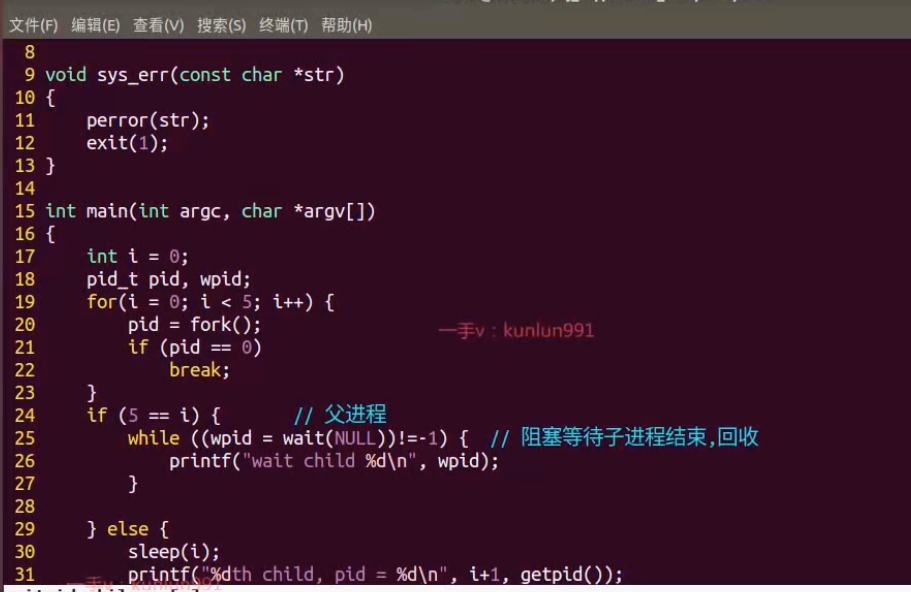 文件(F) 编辑(E) 查看(V) 搜索(S) 终端(T) 帮助(H)
8
9 void sys_err(const char *str)
10 {
11     perror(str);
12     exit(1);
13 }
14
15 int main(int argc, char *argv[])
16 {
17     int i = 0;
18     pid_t pid, wpid;
19     for(i = 0; i < 5; i++) {
20         pid = fork();
一手v：kunlun991
21         if (pid == 0)
22             break;
23     }
24     if (5 == i) {       // 父进程
25         while ((wpid = wait(NULL))!=-1) {  // 阻塞等待子进程结束,回收
26             printf("wait child %d\n", wpid);
27         }
28
29     } else {
30         sleep(i);
31         printf("%dth child, pid = %d\n", i+1, getpid());
一手v：kunlun991